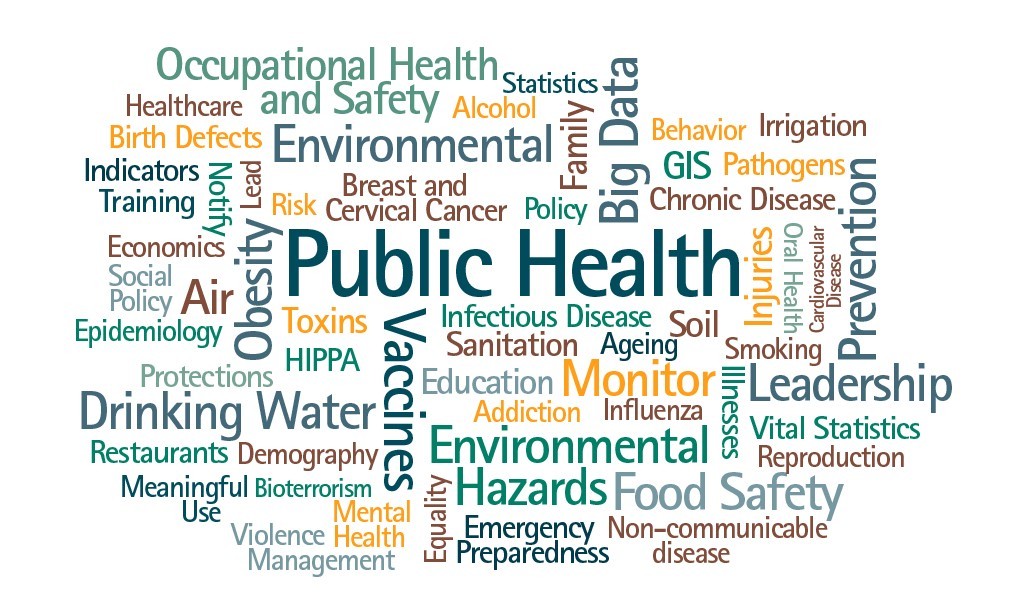 Occupational Health
and Safety
Statistics
Healthcare
Alcohol
Family
Big Data
Birth Defects
Environmental
Behavior
Irrigation
Indicators
Notify
Lead
Breast and
Cervical Cancer
GIS
Pathogens
Training
Risk
Policy
Chronic Disease
Prevention
Economics
Obesity
Public Health
Injuries
Oral Health
Cardiovascular
Disease
Social
Policy
Air
Epidemiology
Toxins
Vaccines
Infectious Disease
Soil
HIPPA
Sanitation
Ageing
Smoking
Protections
Education
Monitor
Illnesses
Leadership
Drinking Water
Addiction
Influenza
Vital Statistics
Restaurants
Demography
Environmental
Hazards
Reproduction
Meaningful
Use
Bioterrorism
Equality
Food Safety
Mental
Health
Violence
Management
Emergency
Preparedness
Non-communicable
disease